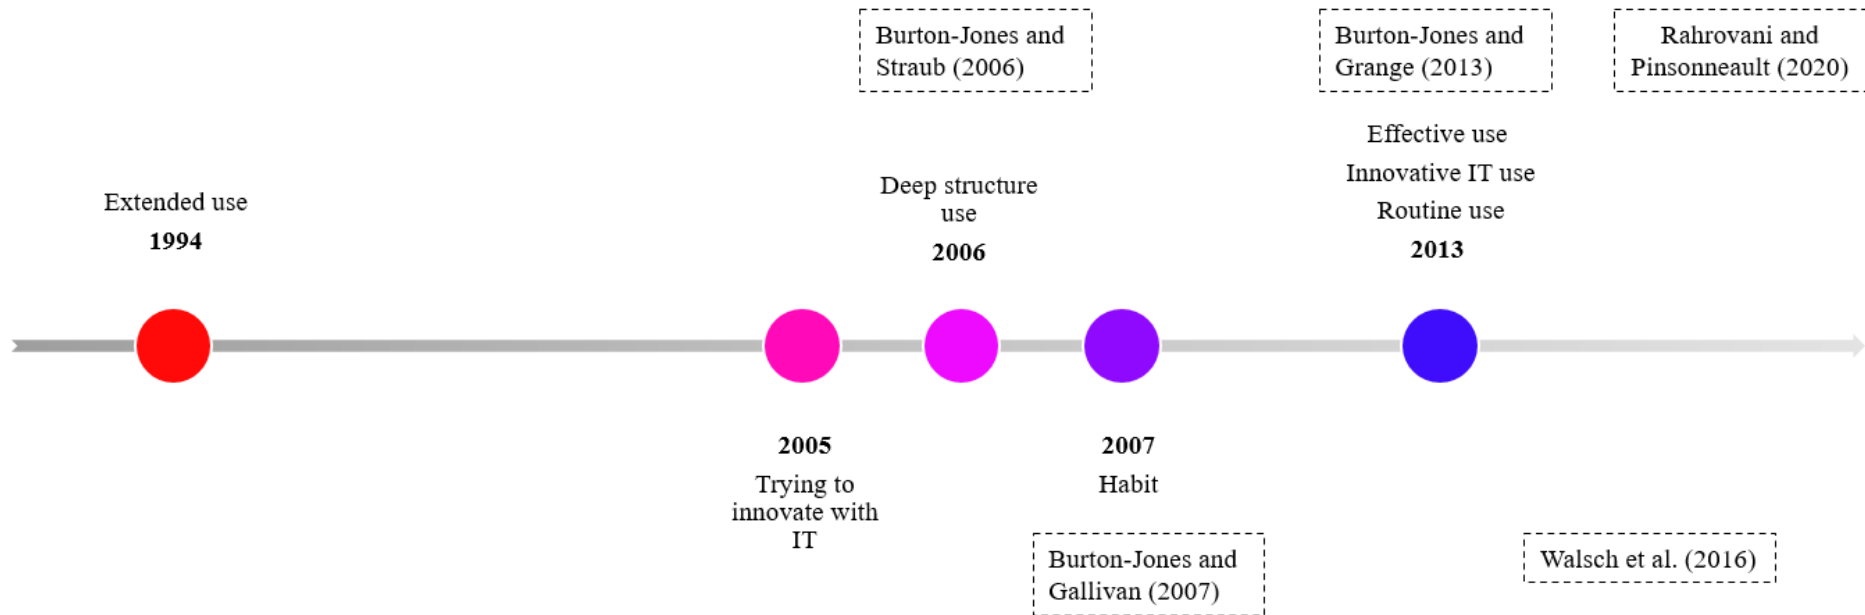 Burton-Jones and
Straub (2006)
Burton-Jones and
Grange (2013)
Rahrovani and
Pinsonneault (2020)
Extended use
1994
Deep structure
use
2006
Effective use
Innovative IT use
Routine use
2013
2005
Trying to
innovate with
IT
2007
Habit
Burton-Jones and
Gallivan (2007)
Walsch et al. (2016)